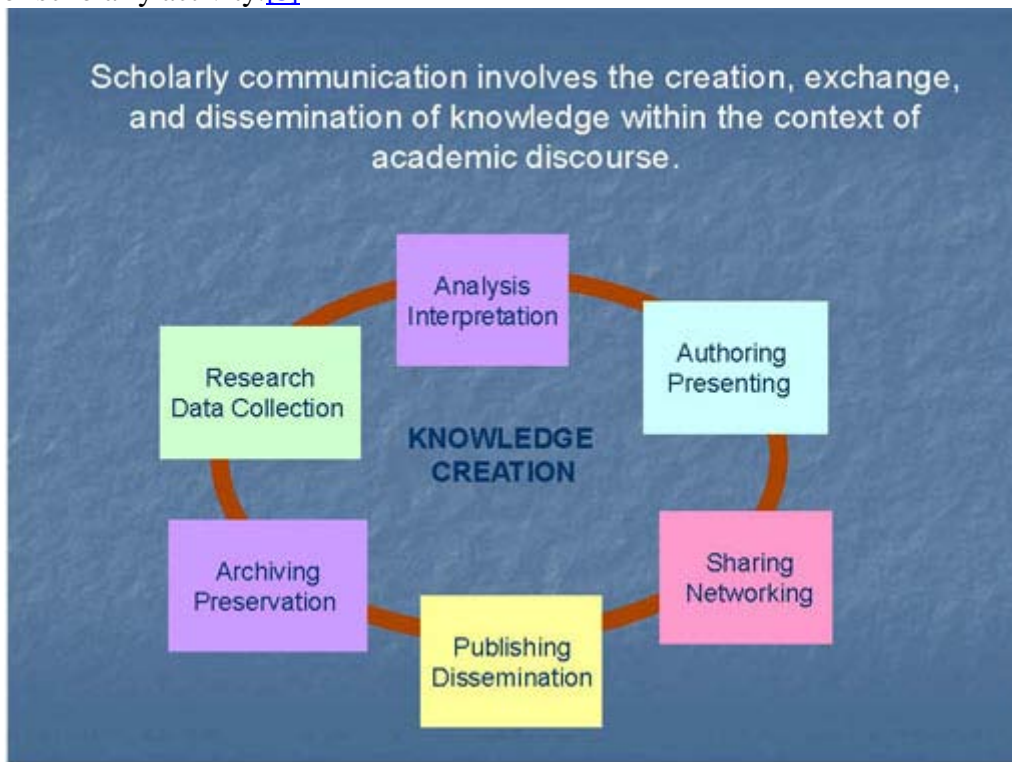 Scholarly communication involves the creation, exchange,
and dissemination of knowledge within the context of
academic discourse.
Analysis
Interpretation
Authoring
Presenting
Research
Data Collection
KNOWLEDGE
CREATION
Sharing
Networking
Archiving
Preservation
Publishing
Dissemination